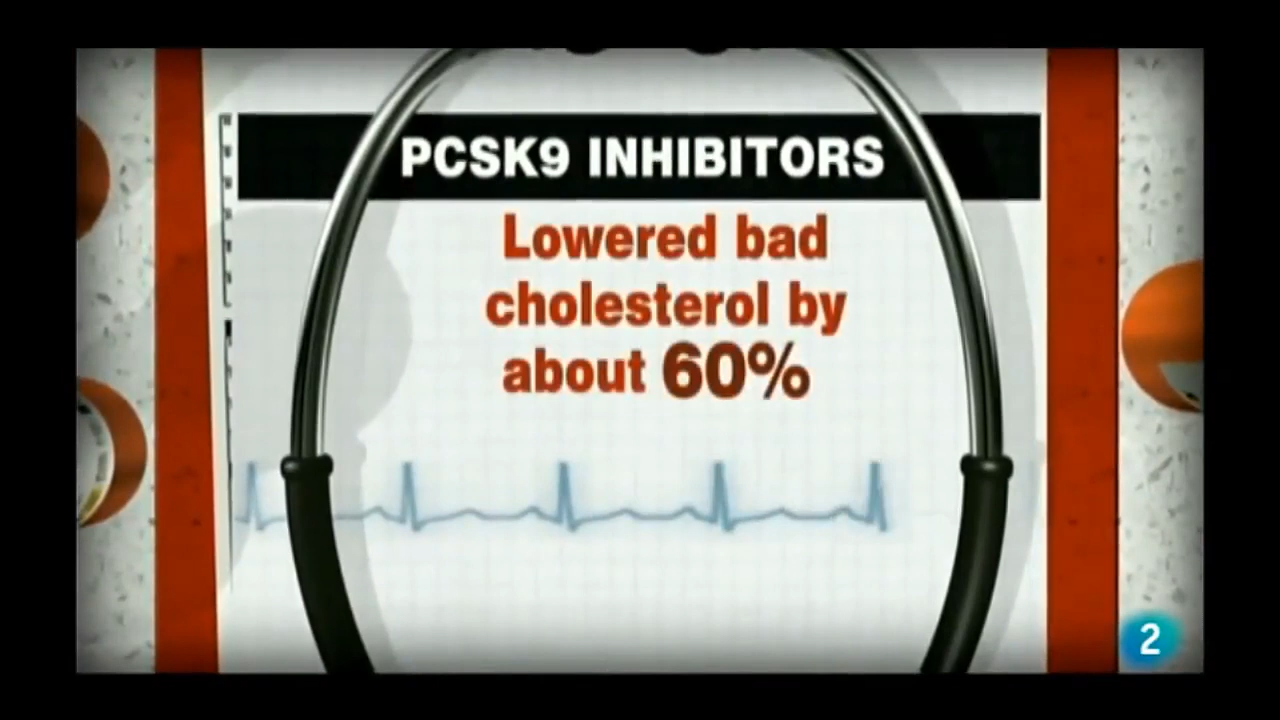 PCSK9 INHIBITORS
Lowered bad
cholesterol by
about 60%
2